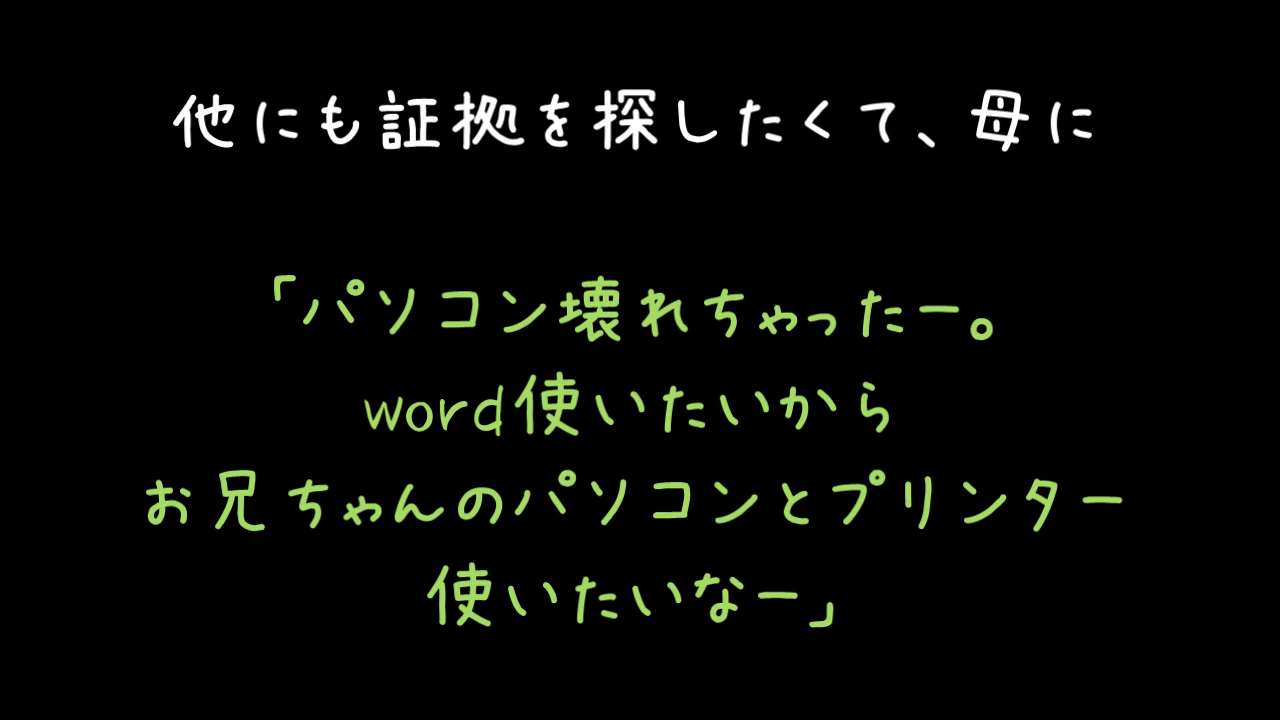 他にも証拠を探したくて、母に
「パソコン壊れちゃったー。
word使いたいから
お兄ちゃんのパソコンとプリンター
使いたいなー」